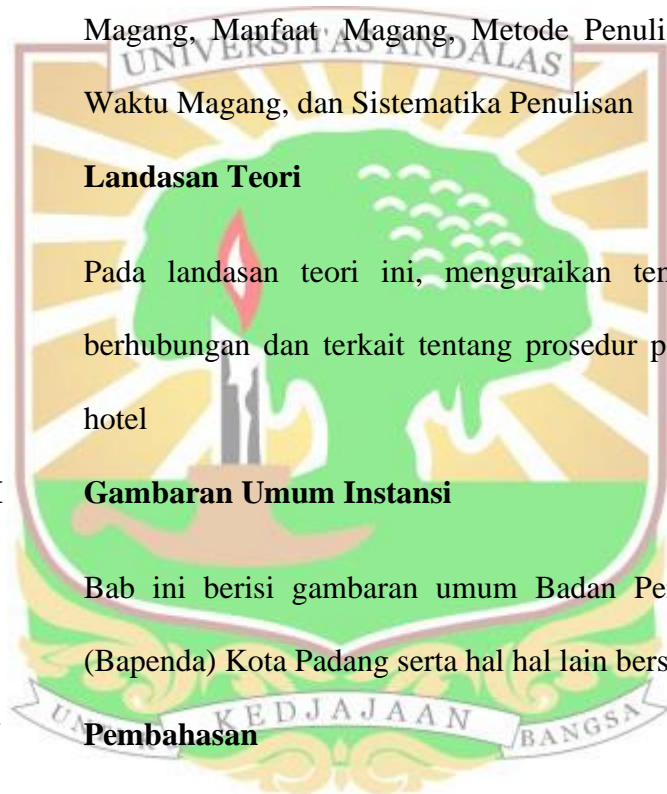 Magang, Manfaat Magang, Metode Penuli
UNIVERSITAS ANDALAS
Waktu Magang, dan Sistematika Penulisan
Landasan Teori
Pada landasan teori ini, menguraikan ten
berhubungan dan terkait tentang prosedur p
hotel
Gambaran Umum Instansi
Bab ini berisi gambaran umum Badan Pe
(Bapenda) Kota Padang serta hal hal lain bers
KEDJAJAAN BANGSA
Pembahasan